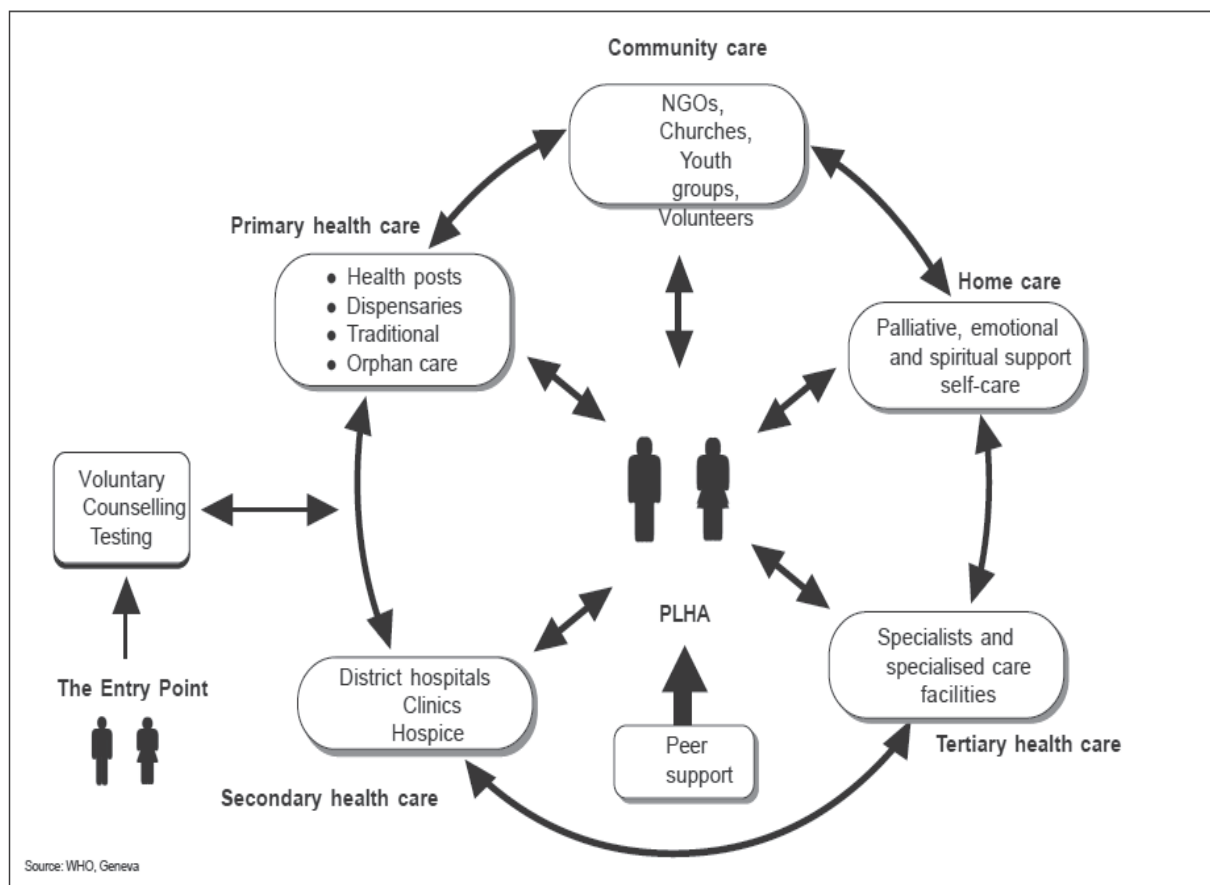 Community care
NGOs,
Churches,
Youth
groups,
Volunteers
Primary health care
● Health posts
● Dispensaries
● Traditional
● Orphan care
Home care
Palliative, emotional
and spiritual support
self-care
Voluntary
Counselling
Testing
The Entry Point
PLHA
District hospitals
Clinics
Hospice
Secondary health care
Peer
support
Specialists and
specialised care
facilities
Tertiary health care
Source: WHO, Geneva